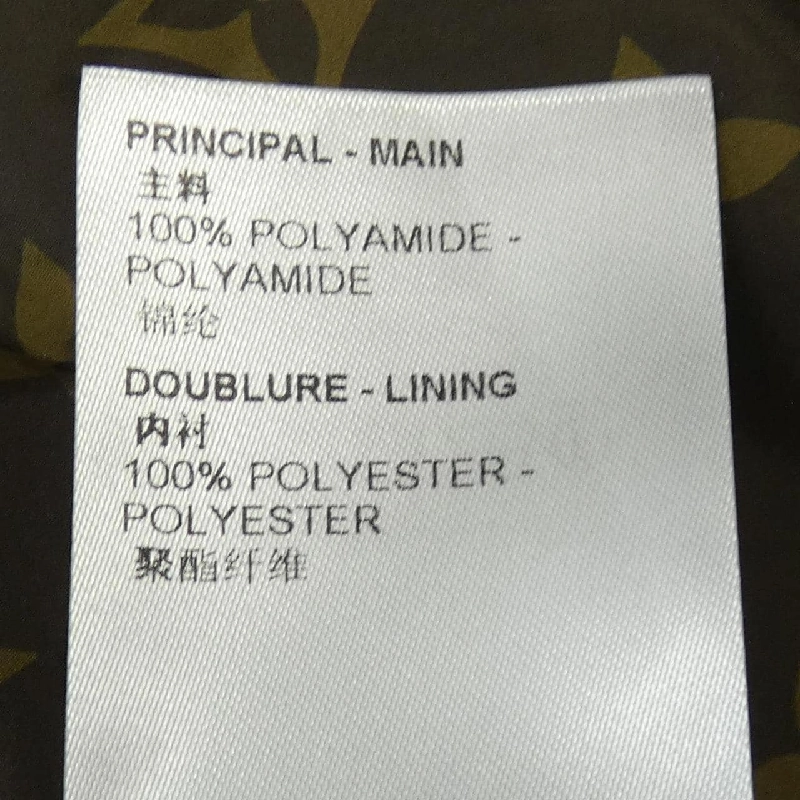 PRINCIPAL - MAIN
主料
100% POLYAMIDE -
POLYAMIDE
锦纶
DOUBLURE - LINING
内衬
100% POLYESTER -
POLYESTER
聚酯纤维